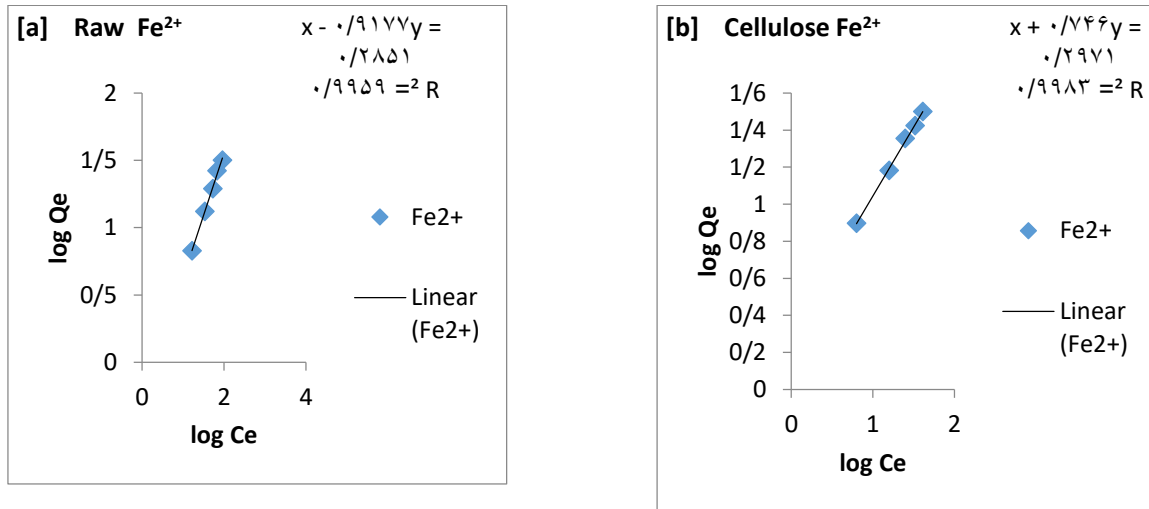 [a] Raw Fe²⁺
x - ۰/۹۱۷۷y =
۰/۲۸۵۱
۰/۹۹۵۹ =² R
2
1/5
1
0/5
0
0 2 4
log Qe
log Ce
Fe2+
Linear
(Fe2+)
[b] Cellulose Fe²⁺
x + ۰/۷۴۶y =
۰/۲۹۷۱
۰/۹۹۸۳ =² R
1/6
1/4
1/2
1
0/8
0/6
0/4
0/2
0
0 1 2
log Qe
log Ce
Fe2+
Linear
(Fe2+)